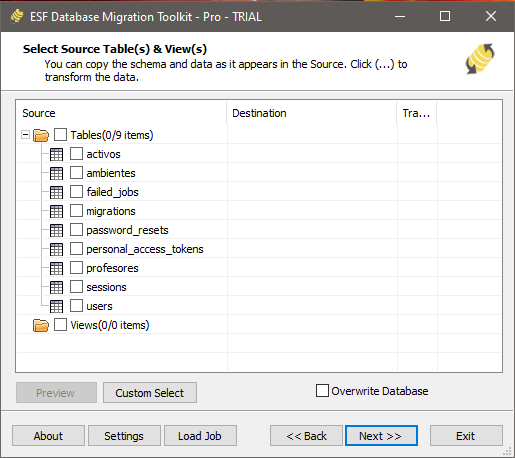 ESF Database Migration Toolkit - Pro - TRIAL
Select Source Table(s) & View(s)
You can copy the schema and data as it appears in the Source. Click (...) to
transform the data.
Source Destination Tra...
Tables(0/9 items)
activos
ambientes
failed_jobs
migrations
password_resets
personal_access_tokens
profesores
sessions
users
Views(0/0 items)
Preview Custom Select Overwrite Database
About Settings Load Job << Back Next >> Exit